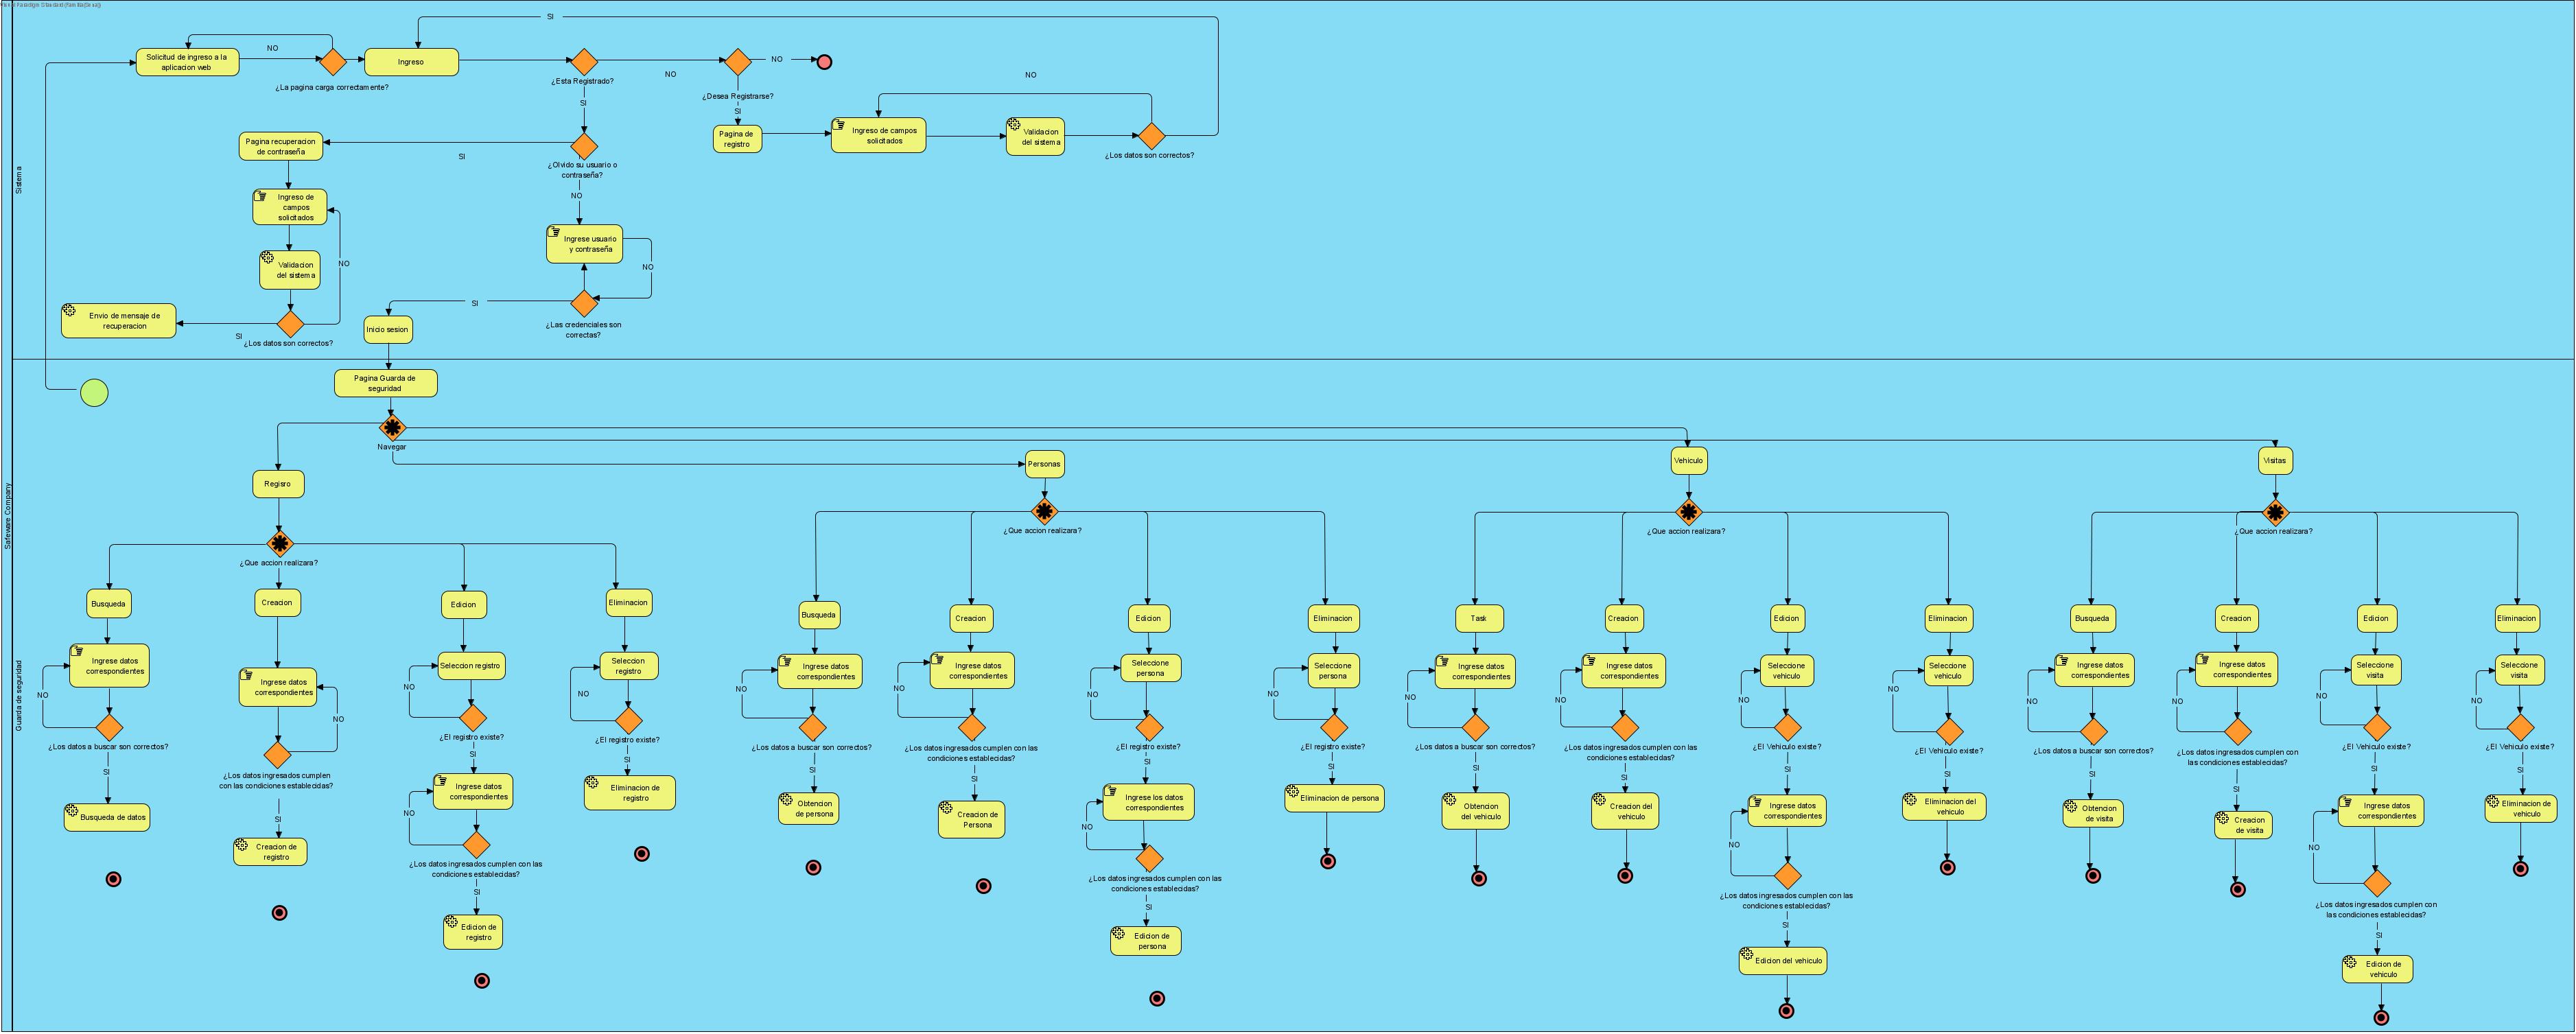 Sistema
Solicitud de ingreso a la
aplicacion web
NO
¿La pagina carga correctamente?
Ingreso
SI
¿Esta Registrado?
NO
SI
¿Desea Registrarse?
NO
SI
Pagina de
registro
Ingreso de campos
solicitados
Validacion
del sistema
NO
¿Los datos son correctos?
¿Olvido su usuario o
contraseña?
SI
NO
Pagina recuperacion
de contraseña
Ingreso de
campos
solicitados
Validacion
del sistema
NO
¿Los datos son correctos?
SI
Envio de mensaje de
recuperacion
Ingrese usuario
y contraseña
NO
¿Las credenciales son
correctas?
SI
Inicio sesion
Safeware Company
Guarda de seguridad
Pagina Guarda de
seguridad
Navegar
Regisro
¿Que accion realizara?
Busqueda
Ingrese datos
correspondientes
NO
¿Los datos a buscar son correctos?
SI
Busqueda de datos
Creacion
Ingrese datos
correspondientes
NO
¿Los datos ingresados cumplen
con las condiciones establecidas?
SI
Creacion de
registro
Edicion
Seleccion registro
NO
¿El registro existe?
SI
Ingrese datos
correspondientes
NO
¿Los datos ingresados cumplen con las
condiciones establecidas?
SI
Edicion de
registro
Eliminacion
Seleccion
registro
NO
¿El registro existe?
SI
Eliminacion de
registro
Personas
¿Que accion realizara?
Busqueda
Ingrese datos
correspondientes
NO
¿Los datos a buscar son correctos?
SI
Obtencion
de persona
Creacion
Ingrese datos
correspondientes
NO
¿Los datos ingresados cumplen con las
condiciones establecidas?
SI
Creacion de
Persona
Edicion
Seleccione
persona
NO
¿El registro existe?
SI
Ingrese los datos
correspondientes
NO
¿Los datos ingresados cumplen con las
condiciones establecidas?
SI
Edicion de
persona
Eliminacion
Seleccione
persona
NO
¿El registro existe?
SI
Eliminacion de persona
Vehiculo
¿Que accion realizara?
Task
Ingrese datos
correspondientes
NO
¿Los datos a buscar son correctos?
SI
Obtencion
del vehiculo
Creacion
Ingrese datos
correspondientes
NO
¿Los datos ingresados cumplen con las
condiciones establecidas?
SI
Creacion del
vehiculo
Edicion
Seleccione
vehiculo
NO
¿El Vehiculo existe?
SI
Ingrese datos
correspondientes
NO
¿Los datos ingresados cumplen con las
condiciones establecidas?
SI
Edicion del vehiculo
Eliminacion
Seleccione
vehiculo
NO
¿El Vehiculo existe?
SI
Eliminacion del
vehiculo
Visitas
¿Que accion realizara?
Busqueda
Ingrese datos
correspondientes
NO
¿Los datos a buscar son correctos?
SI
Obtencion
de visita
Creacion
Ingrese datos
correspondientes
NO
¿Los datos ingresados cumplen con
las condiciones establecidas?
SI
Creacion
de visita
Edicion
Seleccione
visita
NO
¿El Vehiculo existe?
SI
Ingrese datos
correspondientes
NO
¿Los datos ingresados cumplen con
las condiciones establecidas?
SI
Edicion de
vehiculo
Eliminacion
Seleccione
visita
NO
¿El Vehiculo existe?
SI
Eliminacion de
vehiculo